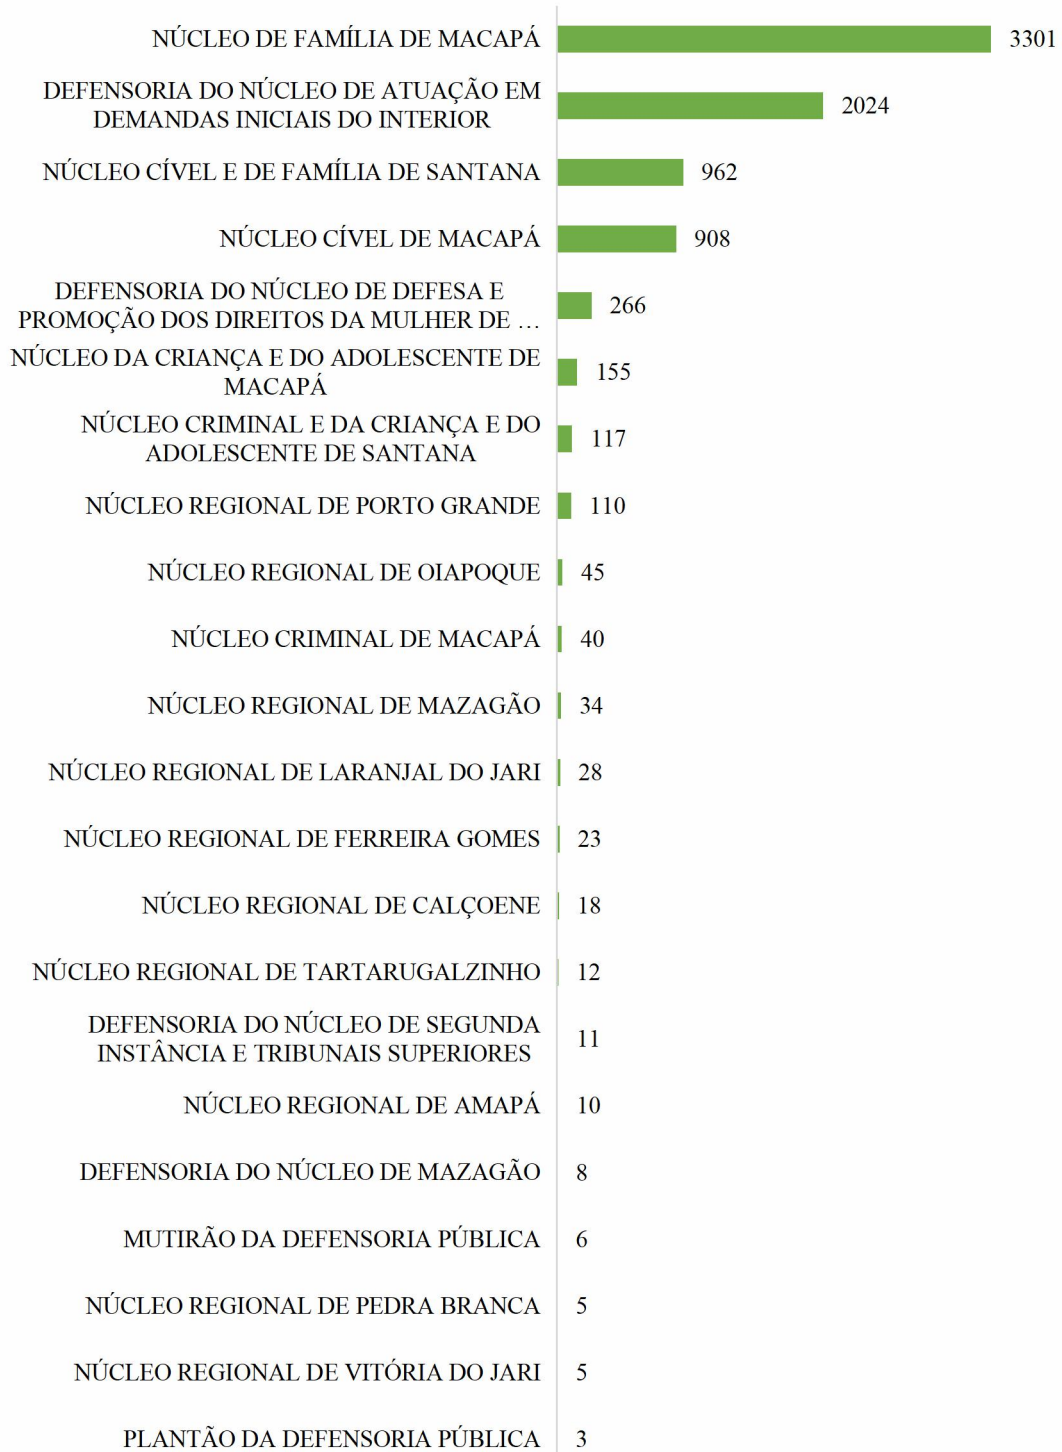 NÚCLEO DE FAMÍLIA DE MACAPÁ 3301
DEFENSORIA DO NÚCLEO DE ATUAÇÃO EM
DEMANDAS INICIAIS DO INTERIOR 2024
NÚCLEO CÍVEL E DE FAMÍLIA DE SANTANA 962
NÚCLEO CÍVEL DE MACAPÁ 908
DEFENSORIA DO NÚCLEO DE DEFESA E
PROMOÇÃO DOS DIREITOS DA MULHER DE … 266
NÚCLEO DA CRIANÇA E DO ADOLESCENTE DE
MACAPÁ 155
NÚCLEO CRIMINAL E DA CRIANÇA E DO
ADOLESCENTE DE SANTANA 117
NÚCLEO REGIONAL DE PORTO GRANDE 110
NÚCLEO REGIONAL DE OIAPOQUE 45
NÚCLEO CRIMINAL DE MACAPÁ 40
NÚCLEO REGIONAL DE MAZAGÃO 34
NÚCLEO REGIONAL DE LARANJAL DO JARI 28
NÚCLEO REGIONAL DE FERREIRA GOMES 23
NÚCLEO REGIONAL DE CALÇOENE 18
NÚCLEO REGIONAL DE TARTARUGALZINHO 12
DEFENSORIA DO NÚCLEO DE SEGUNDA
INSTÂNCIA E TRIBUNAIS SUPERIORES 11
NÚCLEO REGIONAL DE AMAPÁ 10
DEFENSORIA DO NÚCLEO DE MAZAGÃO 8
MUTIRÃO DA DEFENSORIA PÚBLICA 6
NÚCLEO REGIONAL DE PEDRA BRANCA 5
NÚCLEO REGIONAL DE VITÓRIA DO JARI 5
PLANTÃO DA DEFENSORIA PÚBLICA 3